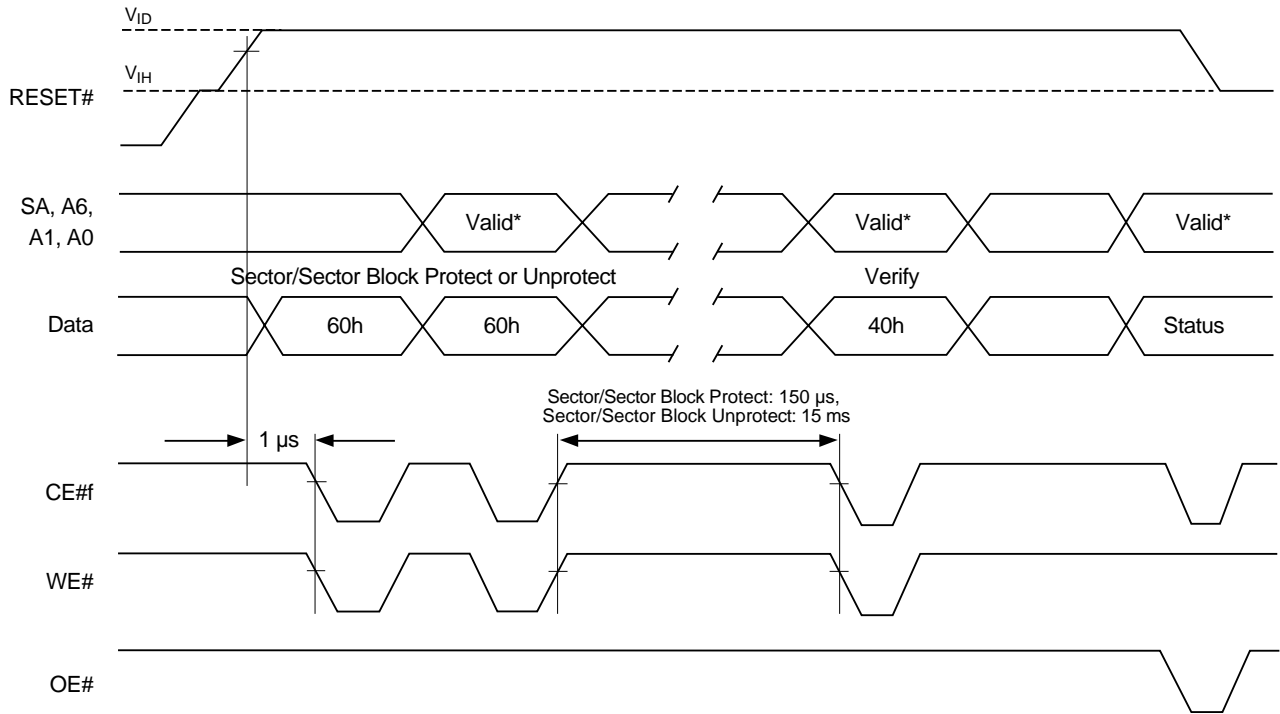 VID
VIH
RESET#
SA, A6,
A1, A0
Valid*
Valid*
Valid*
Sector/Sector Block Protect or Unprotect
Verify
Data
60h
60h
40h
Status
Sector/Sector Block Protect: 150 µs,
Sector/Sector Block Unprotect: 15 ms
1 µs
CE#f
WE#
OE#